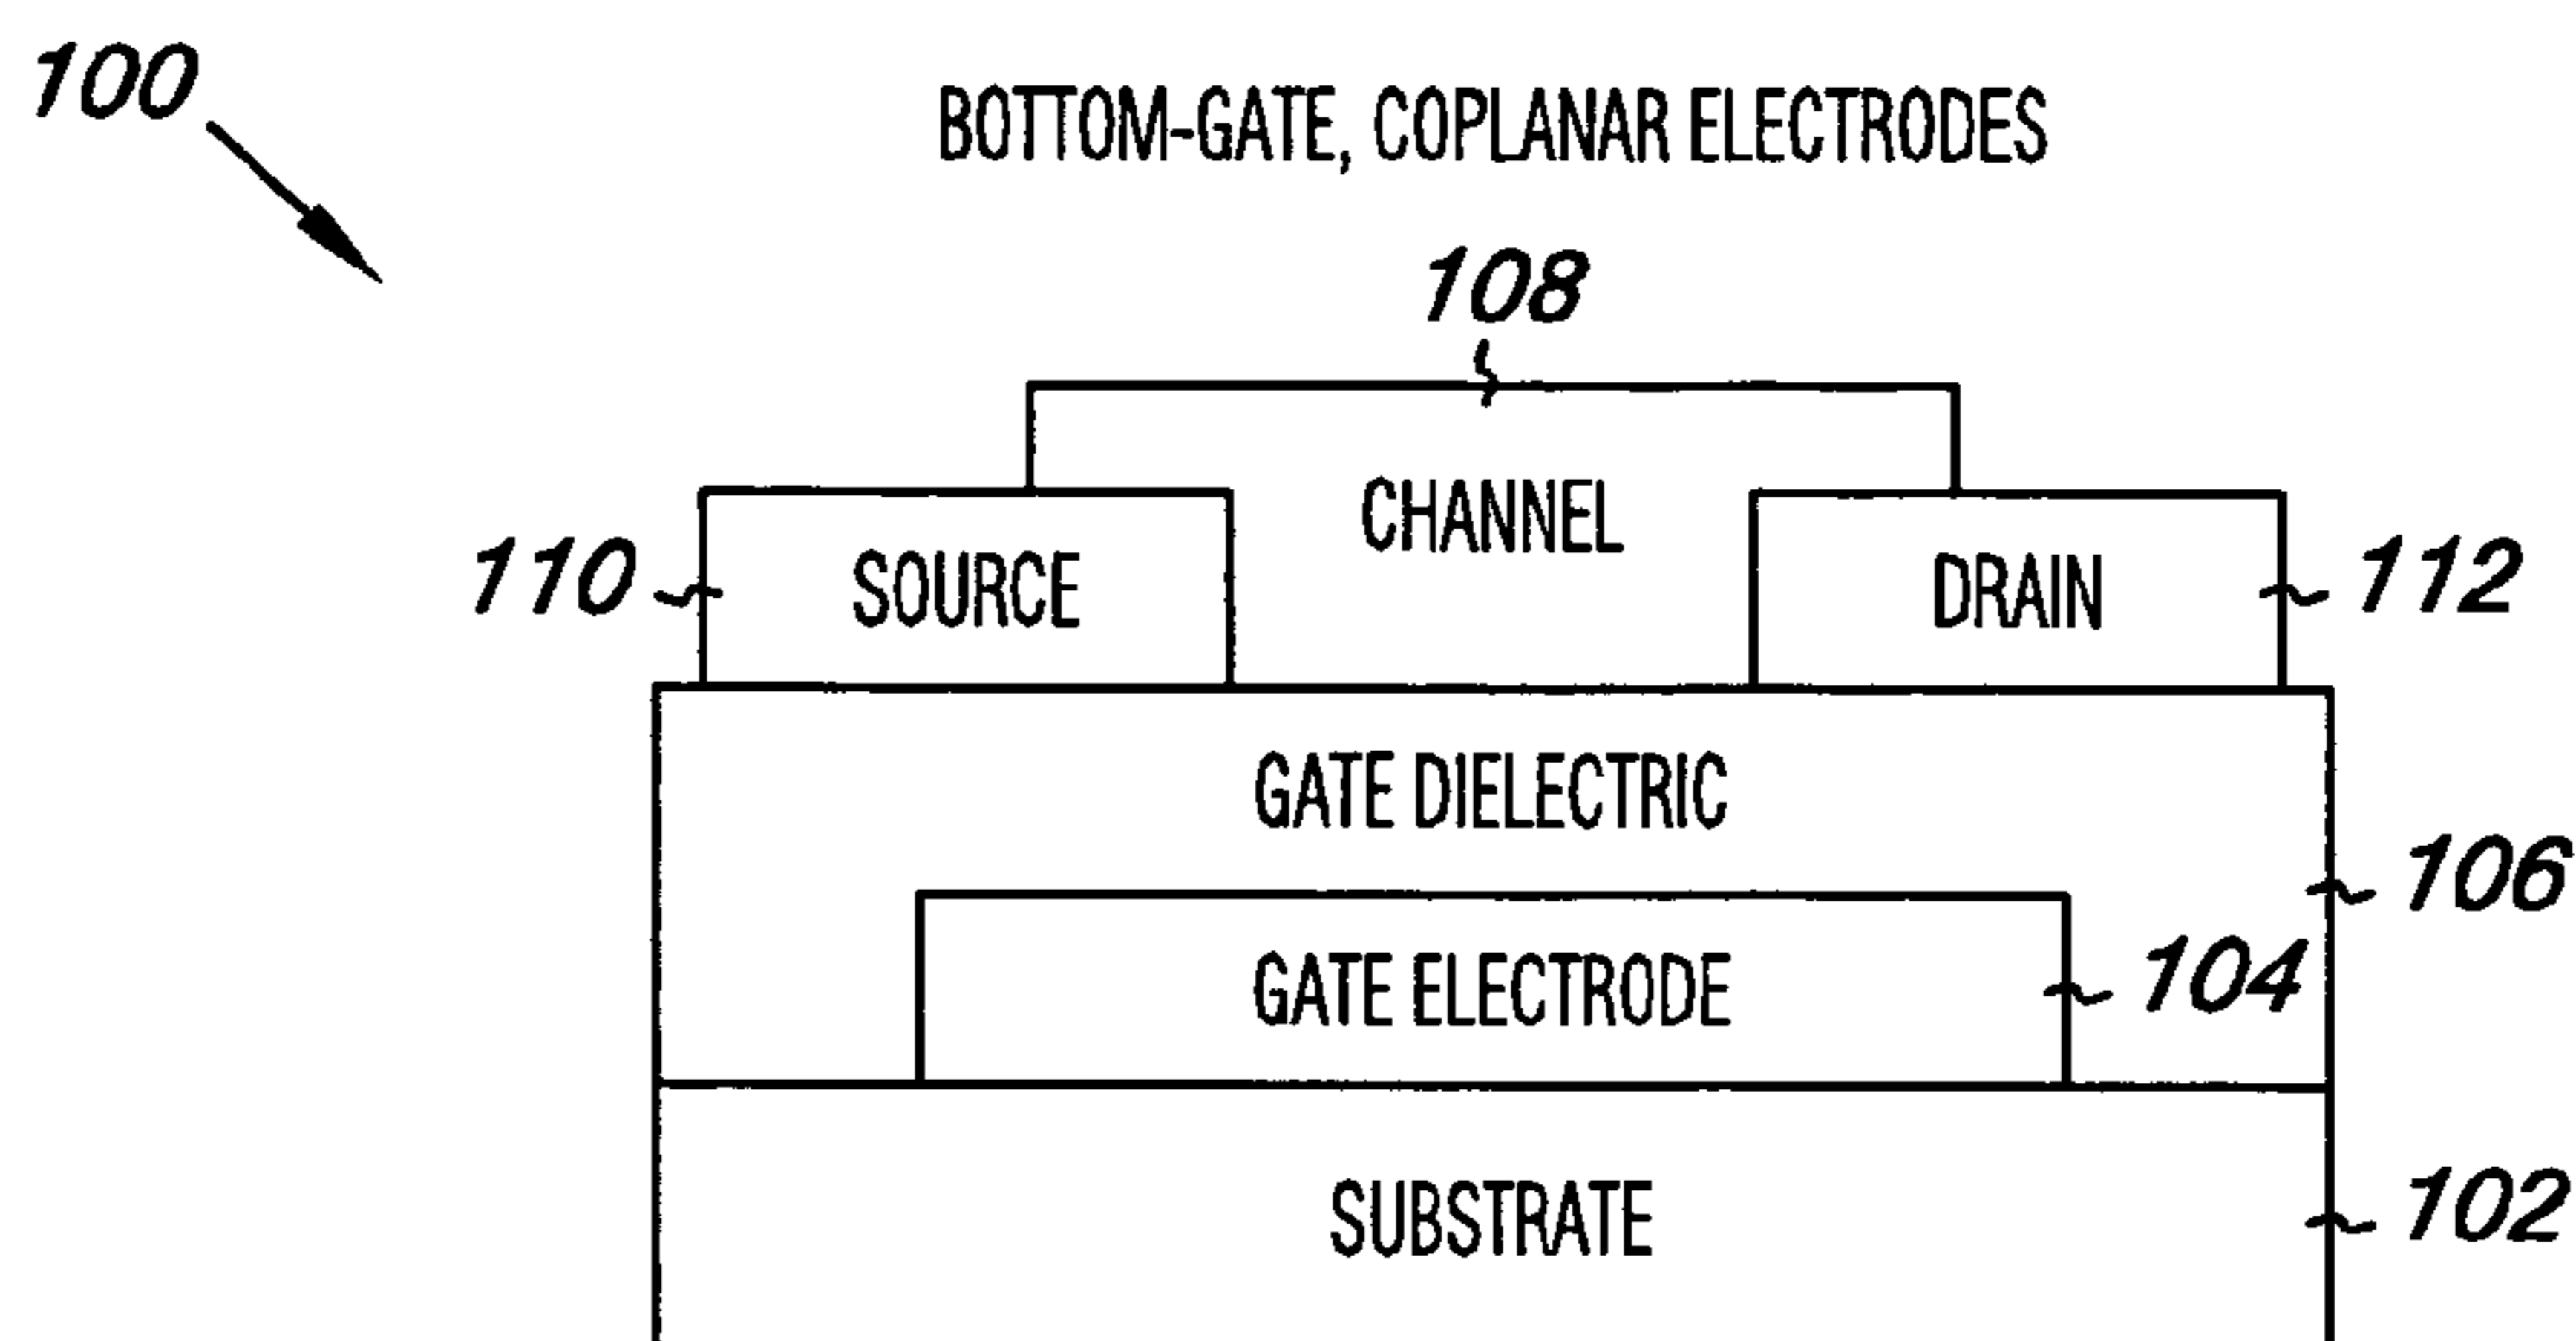 100
BOTTOM-GATE, COPLANAR ELECTRODES
108
CHANNEL
110
SOURCE
DRAIN
112
GATE DIELECTRIC
106
GATE ELECTRODE
104
SUBSTRATE
102